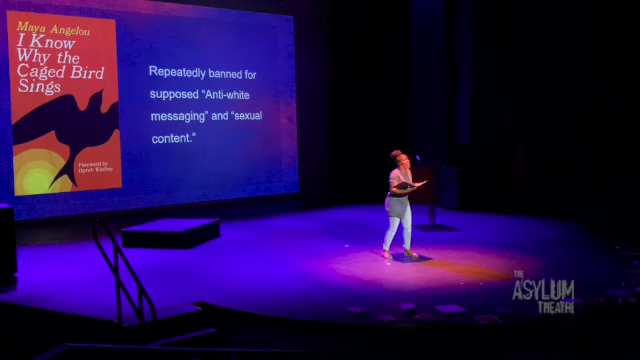 Maya Angelou
I Know
Why the
Caged Bird
Sings
Foreword by
Oprah Winfrey
Repeatedly banned for
supposed “Anti-white
messaging” and “sexual
content.”
THE
ASYLUM
THEATRE